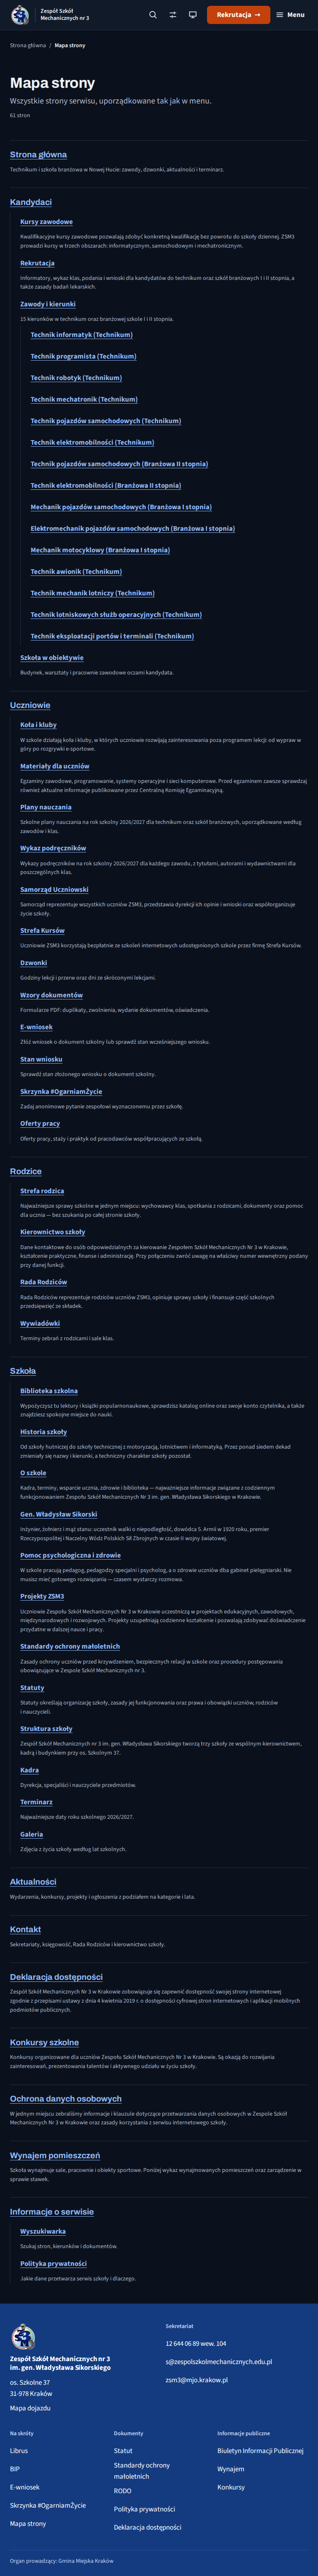 Zespół Szkół
Mechanicznych nr 3
Rekrutacja →
Menu
Strona główna / Mapa strony
Mapa strony
Wszystkie strony serwisu, uporządkowane tak jak w menu.
61 stron
Strona główna
Technikum i szkoła branżowa w Nowej Hucie: zawody, dzwonki, aktualności i terminarz.
Kandydaci
Kursy zawodowe
Kwalifikacyjne kursy zawodowe pozwalają zdobyć konkretną kwalifikację bez powrotu do szkoły dziennej. ZSM3
prowadzi kursy w trzech obszarach: informatycznym, samochodowym i mechatronicznym.
Rekrutacja
Informatory, wykaz klas, podania i wnioski dla kandydatów do technikum oraz szkół branżowych I i II stopnia, a
także zasady badań lekarskich.
Zawody i kierunki
15 kierunków w technikum oraz branżowej szkole I i II stopnia.
Technik informatyk (Technikum)
Technik programista (Technikum)
Technik robotyk (Technikum)
Technik mechatronik (Technikum)
Technik pojazdów samochodowych (Technikum)
Technik elektromobilności (Technikum)
Technik pojazdów samochodowych (Branżowa II stopnia)
Technik elektromobilności (Branżowa II stopnia)
Mechanik pojazdów samochodowych (Branżowa I stopnia)
Elektromechanik pojazdów samochodowych (Branżowa I stopnia)
Mechanik motocyklowy (Branżowa I stopnia)
Technik awionik (Technikum)
Technik mechanik lotniczy (Technikum)
Technik lotniskowych służb operacyjnych (Technikum)
Technik eksploatacji portów i terminali (Technikum)
Szkoła w obiektywie
Budynek, warsztaty i pracownie zawodowe oczami kandydata.
Uczniowie
Koła i kluby
W szkole działają koła i kluby, w których uczniowie rozwijają zainteresowania poza programem lekcji: od wypraw w
góry po rozgrywki e-sportowe.
Materiały dla uczniów
Egzaminy zawodowe, programowanie, systemy operacyjne i sieci komputerowe. Przed egzaminem zawsze sprawdzaj
również aktualne informacje publikowane przez Centralną Komisję Egzaminacyjną.
Plany nauczania
Szkolne plany nauczania na rok szkolny 2026/2027 dla technikum oraz szkół branżowych, uporządkowane według
zawodów i klas.
Wykaz podręczników
Wykazy podręczników na rok szkolny 2026/2027 dla każdego zawodu, z tytułami, autorami i wydawnictwami dla
poszczególnych klas.
Samorząd Uczniowski
Samorząd reprezentuje wszystkich uczniów ZSM3, przedstawia dyrekcji ich opinie i wnioski oraz współorganizuje
życie szkoły.
Strefa Kursów
Uczniowie ZSM3 korzystają bezpłatnie ze szkoleń internetowych udostępnionych szkole przez firmę Strefa Kursów.
Dzwonki
Godziny lekcji i przerw oraz dni ze skróconymi lekcjami.
Wzory dokumentów
Formularze PDF: duplikaty, zwolnienia, wydanie dokumentów, oświadczenia.
E-wniosek
Złóż wniosek o dokument szkolny lub sprawdź stan wcześniejszego wniosku.
Stan wniosku
Sprawdź stan złożonego wniosku o dokument szkolny.
Skrzynka #OgarniamŻycie
Zadaj anonimowe pytanie zespołowi wyznaczonemu przez szkołę.
Oferty pracy
Oferty pracy, staży i praktyk od pracodawców współpracujących ze szkołą.
Rodzice
Strefa rodzica
Najważniejsze sprawy szkolne w jednym miejscu: wychowawcy klas, spotkania z rodzicami, dokumenty oraz pomoc
dla ucznia — bez szukania po całej stronie szkoły.
Kierownictwo szkoły
Dane kontaktowe do osób odpowiedzialnych za kierowanie Zespołem Szkół Mechanicznych Nr 3 w Krakowie,
kształcenie praktyczne, finanse i administrację. Przy połączeniu zwróć uwagę na właściwy numer wewnętrzny podany
przy danej funkcji.
Rada Rodziców
Rada Rodziców reprezentuje rodziców uczniów ZSM3, opiniuje sprawy szkoły i finansuje część szkolnych
przedsięwzięć ze składek.
Wywiadówki
Terminy zebrań z rodzicami i sale klas.
Szkoła
Biblioteka szkolna
Wypożyczysz tu lektury i książki popularnonaukowe, sprawdzisz katalog online oraz swoje konto czytelnika, a także
znajdziesz spokojne miejsce do nauki.
Historia szkoły
Od szkoły hutniczej do szkoły technicznej z motoryzacją, lotnictwem i informatyką. Przez ponad siedem dekad
zmieniały się nazwy i kierunki, a techniczny charakter szkoły pozostał.
O szkole
Kadra, terminy, wsparcie ucznia, zdrowie i biblioteka — najważniejsze informacje związane z codziennym
funkcjonowaniem Zespołu Szkół Mechanicznych Nr 3 im. gen. Władysława Sikorskiego w Krakowie.
Gen. Władysław Sikorski
Inżynier, żołnierz i mąż stanu: uczestnik walki o niepodległość, dowódca 5. Armii w 1920 roku, premier
Rzeczypospolitej i Naczelny Wódz Polskich Sił Zbrojnych w czasie II wojny światowej.
Pomoc psychologiczna i zdrowie
W szkole pracują pedagog, pedagodzy specjalni i psycholog, a o zdrowie uczniów dba gabinet pielęgniarski. Nie
musisz mieć gotowego rozwiązania — czasem wystarczy rozmowa.
Projekty ZSM3
Uczniowie Zespołu Szkół Mechanicznych Nr 3 w Krakowie uczestniczą w projektach edukacyjnych, zawodowych,
międzynarodowych i rozwojowych. Projekty uzupełniają codzienne kształcenie i pozwalają zdobywać doświadczenie
przydatne w dalszej nauce i pracy.
Standardy ochrony małoletnich
Zasady ochrony uczniów przed krzywdzeniem, bezpiecznych relacji w szkole oraz procedury postępowania
obowiązujące w Zespole Szkół Mechanicznych nr 3.
Statuty
Statuty określają organizację szkoły, zasady jej funkcjonowania oraz prawa i obowiązki uczniów, rodziców
i nauczycieli.
Struktura szkoły
Zespół Szkół Mechanicznych nr 3 im. gen. Władysława Sikorskiego tworzą trzy szkoły ze wspólnym kierownictwem,
kadrą i budynkiem przy os. Szkolnym 37.
Kadra
Dyrekcja, specjaliści i nauczyciele przedmiotów.
Terminarz
Najważniejsze daty roku szkolnego 2026/2027.
Galeria
Zdjęcia z życia szkoły według lat szkolnych.
Aktualności
Wydarzenia, konkursy, projekty i ogłoszenia z podziałem na kategorie i lata.
Kontakt
Sekretariaty, księgowość, Rada Rodziców i kierownictwo szkoły.
Deklaracja dostępności
Zespół Szkół Mechanicznych Nr 3 w Krakowie zobowiązuje się zapewnić dostępność swojej strony internetowej
zgodnie z przepisami ustawy z dnia 4 kwietnia 2019 r. o dostępności cyfrowej stron internetowych i aplikacji mobilnych
podmiotów publicznych.
Konkursy szkolne
Konkursy organizowane dla uczniów Zespołu Szkół Mechanicznych Nr 3 w Krakowie. Są okazją do rozwijania
zainteresowań, prezentowania talentów i aktywnego udziału w życiu szkoły.
Ochrona danych osobowych
W jednym miejscu zebraliśmy informacje i klauzule dotyczące przetwarzania danych osobowych w Zespole Szkół
Mechanicznych Nr 3 w Krakowie oraz zasady korzystania z serwisu internetowego szkoły.
Wynajem pomieszczeń
Szkoła wynajmuje sale, pracownie i obiekty sportowe. Poniżej wykaz wynajmowanych pomieszczeń oraz zarządzenie w
sprawie stawek.
Informacje o serwisie
Wyszukiwarka
Szukaj stron, kierunków i dokumentów.
Polityka prywatności
Jakie dane przetwarza serwis szkoły i dlaczego.
Zespół Szkół Mechanicznych nr 3
im. gen. Władysława Sikorskiego
os. Szkolne 37
31-978 Kraków
Mapa dojazdu
Sekretariat
12 644 06 89 wew. 104
s@zespolszkolmechanicznych.edu.pl
zsm3@mjo.krakow.pl
Na skróty
Librus
BIP
E-wniosek
Skrzynka #OgarniamŻycie
Mapa strony
Dokumenty
Statut
Standardy ochrony
małoletnich
RODO
Polityka prywatności
Deklaracja dostępności
Informacje publiczne
Biuletyn Informacji Publicznej
Wynajem
Konkursy
Organ prowadzący: Gmina Miejska Kraków